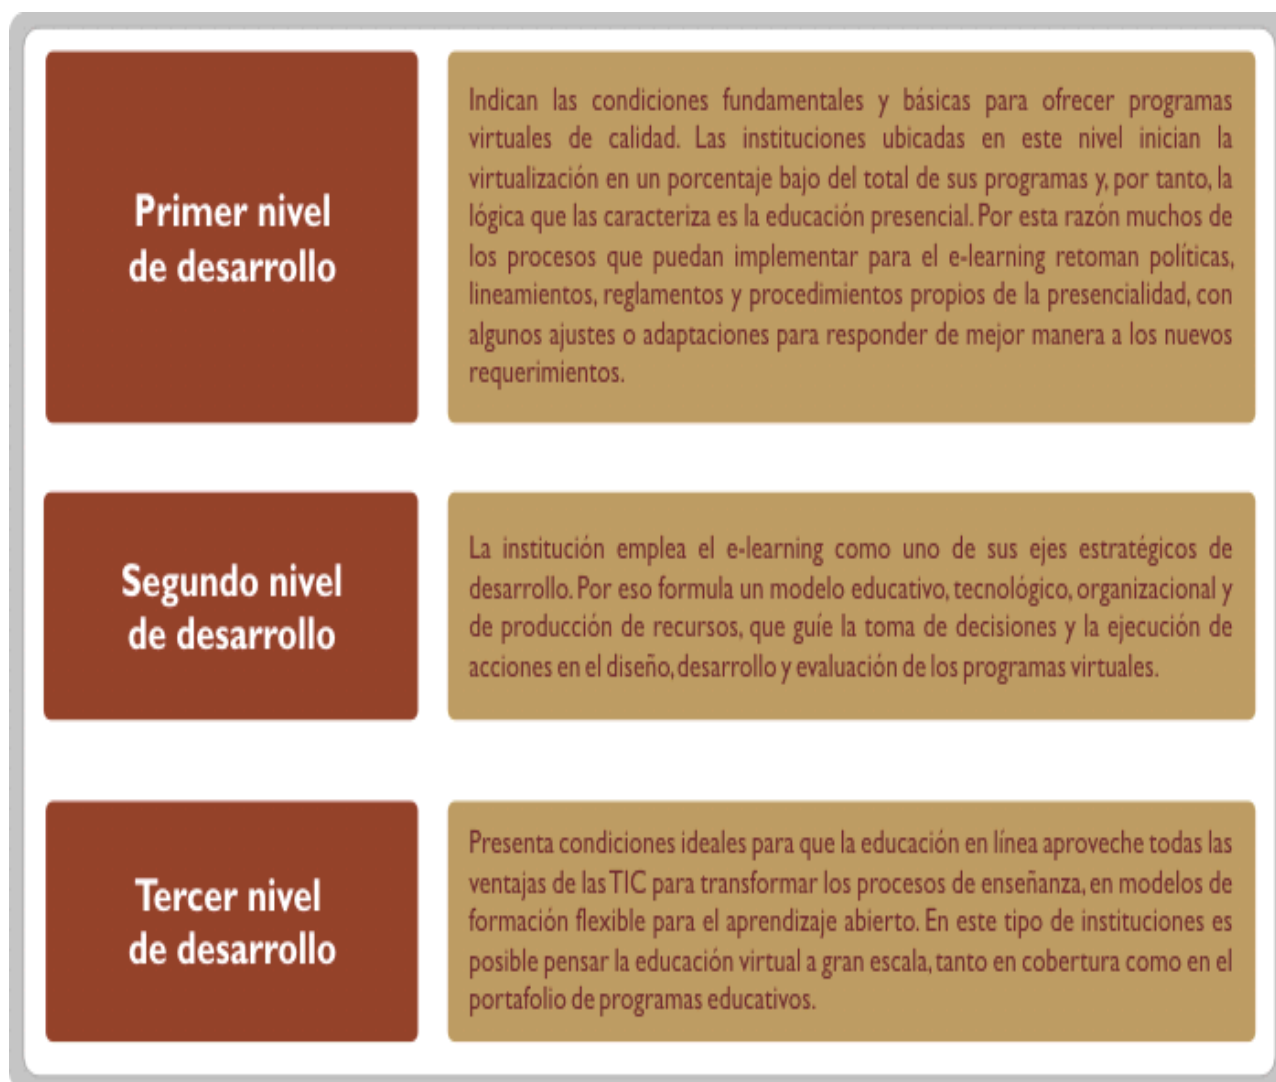 Primer nivel
de desarrollo
Indican las condiciones fundamentales y básicas para ofrecer programas
virtuales de calidad. Las instituciones ubicadas en este nivel inician la
virtualización en un porcentaje bajo del total de sus programas y, por tanto, la
lógica que las caracteriza es la educación presencial. Por esta razón muchos de
los procesos que puedan implementar para el e-learning retoman políticas,
lineamientos, reglamentos y procedimientos propios de la presencialidad, con
algunos ajustes o adaptaciones para responder de mejor manera a los nuevos
requerimientos.
Segundo nivel
de desarrollo
La institución emplea el e-learning como uno de sus ejes estratégicos de
desarrollo. Por eso formula un modelo educativo, tecnológico, organizacional y
de producción de recursos, que guíe la toma de decisiones y la ejecución de
acciones en el diseño, desarrollo y evaluación de los programas virtuales.
Tercer nivel
de desarrollo
Presenta condiciones ideales para que la educación en línea aproveche todas las
ventajas de las TIC para transformar los procesos de enseñanza, en modelos de
formación flexible para el aprendizaje abierto. En este tipo de instituciones es
posible pensar la educación virtual a gran escala, tanto en cobertura como en el
portafolio de programas educativos.